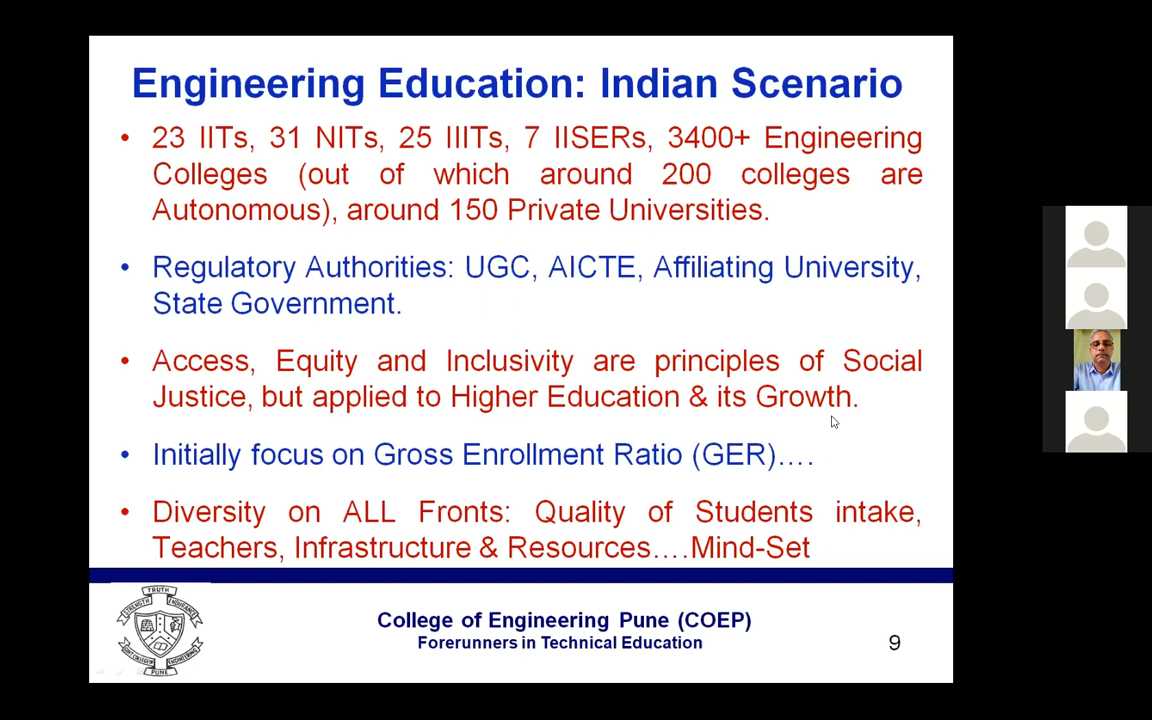 Engineering Education: Indian Scenario
• 23 IITs, 31 NITs, 25 IIITs, 7 IISERs, 3400+ Engineering
Colleges (out of which around 200 colleges are
Autonomous), around 150 Private Universities.
• Regulatory Authorities: UGC, AICTE, Affiliating University,
State Government.
• Access, Equity and Inclusivity are principles of Social
Justice, but applied to Higher Education & its Growth.
• Initially focus on Gross Enrollment Ratio (GER)….
• Diversity on ALL Fronts: Quality of Students intake,
Teachers, Infrastructure & Resources….Mind-Set
TRUTH
STRENGTH
ENDURANCE
PUNE
College of Engineering Pune (COEP)
Forerunners in Technical Education
9